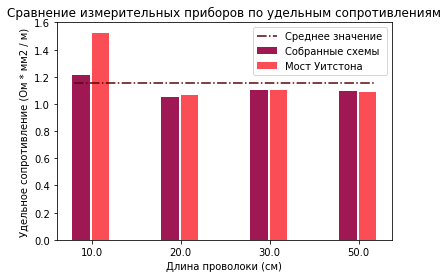 Сравнение измерительных приборов по удельным сопротивлениям
Удельное сопротивление (Ом * мм2 / м)
1.6
1.4
1.2
1.0
0.8
0.6
0.4
0.2
0.0
Среднее значение
Собранные схемы
Мост Уитстона
10.0 20.0 30.0 50.0
Длина проволоки (см)